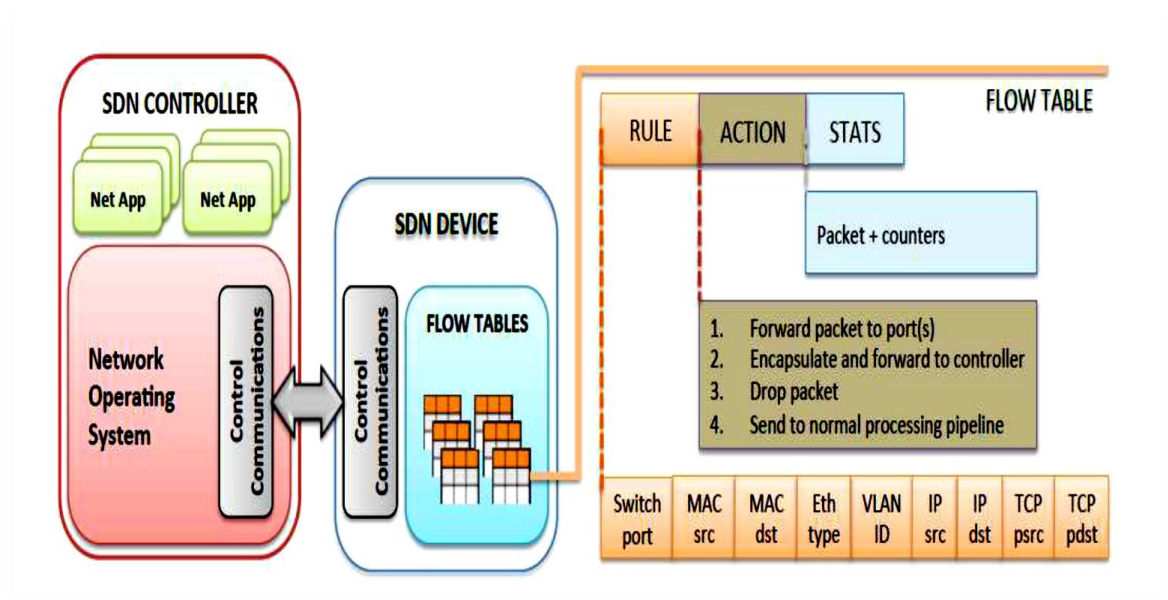 SDN CONTROLLER
Net App
Net App
Network
Operating
System
Control
Communications
SDN DEVICE
Control
Communications
FLOW TABLES
FLOW TABLE
RULE
ACTION
STATS
Packet + counters
1. Forward packet to port(s)
2. Encapsulate and forward to controller
3. Drop packet
4. Send to normal processing pipeline
Switch
port
MAC
src
MAC
dst
Eth
type
VLAN
ID
IP
src
IP
dst
TCP
psrc
TCP
pdst